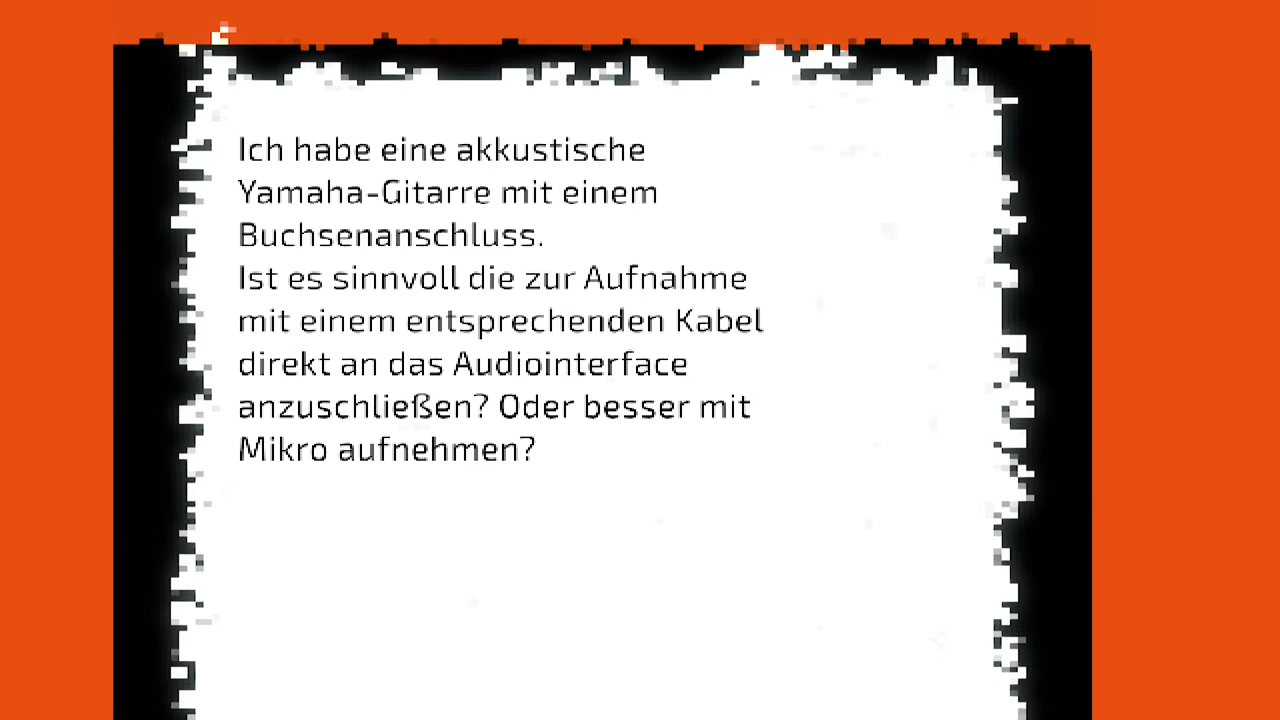 Ich habe eine akkustische
Yamaha-Gitarre mit einem
Buchsenanschluss.
Ist es sinnvoll die zur Aufnahme
mit einem entsprechenden Kabel
direkt an das Audiointerface
anzuschließen? Oder besser mit
Mikro aufnehmen?